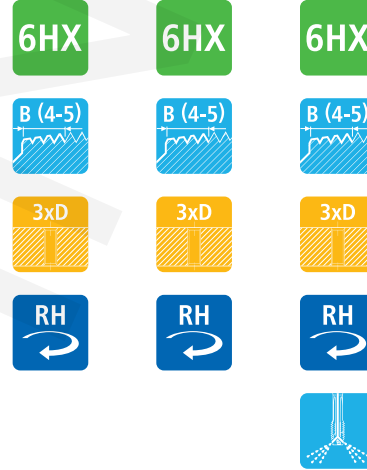 6HX 6HX 6HX
B (4-5) B (4-5) B (4-5)
3xD 3xD 3xD
RH RH RH